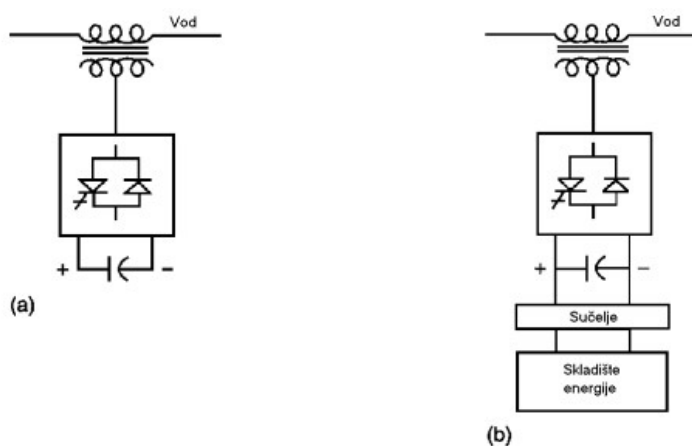 Vod
+ −
(a)
Vod
+ −
Sučelje
Skladište
energije
(b)